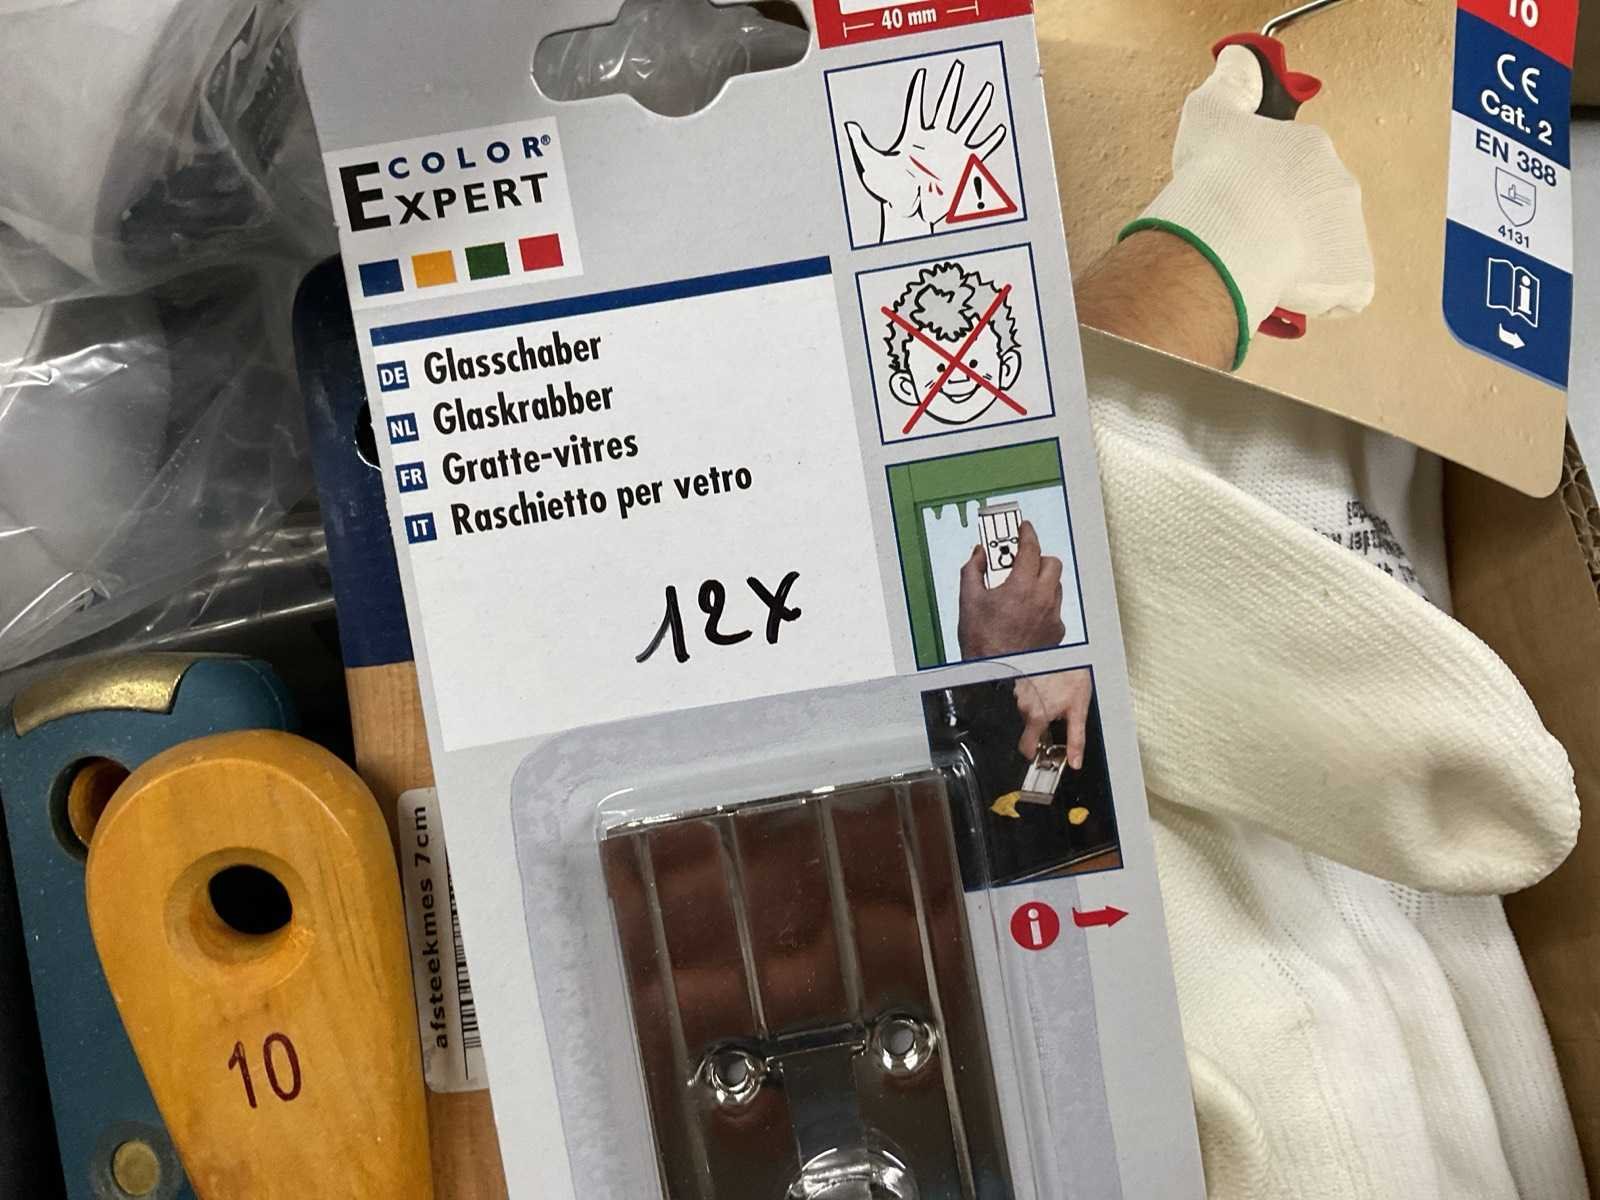 40 mm
COLOR®
EXPERT
DE Glasschaber
NL Glaskrabber
FR Gratte-vitres
IT Raschietto per vetro
12x
i
10
CE
Cat. 2
EN 388
4131
i
afsteekmes 7cm
10